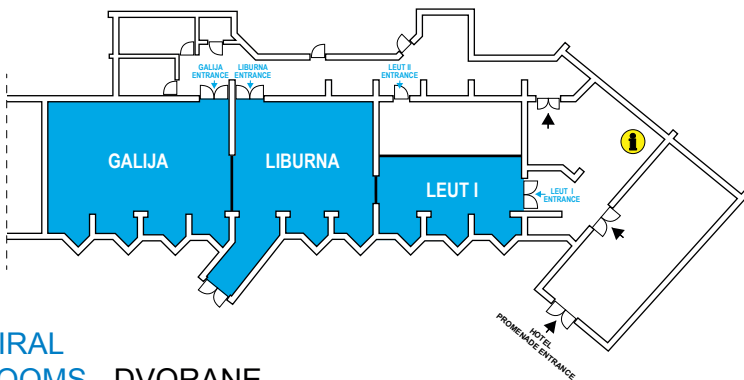 GALIJA
ENTRANCE
LIBURNA
ENTRANCE
LEUT II
ENTRANCE
GALIJA
LIBURNA
LEUT I
LEUT I
ENTRANCE
i
HOTEL
PROMENADE ENTRANCE
DVORANE